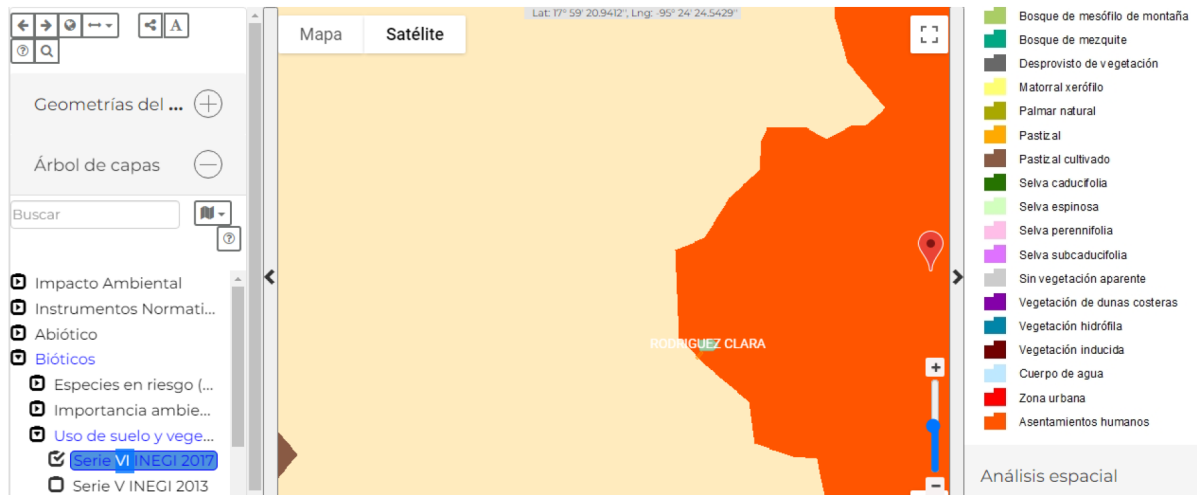 A
Geometrías del ...
Árbol de capas
Buscar
Impacto Ambiental
Instrumentos Normati...
Abiótico
Bióticos
Especies en riesgo (...
Importancia ambie...
Uso de suelo y vege...
Serie VI INEGI 2017
Serie V INEGI 2013
Lat: 17° 59' 20.9412", Lng: -95° 24' 24.5429"
Mapa
Satélite
RODRIGUEZ CLARA
Bosque de mesófilo de montaña
Bosque de mezquite
Desprovisto de vegetación
Matorral xerófilo
Palmar natural
Pastizal
Pastizal cultivado
Selva caducifolia
Selva espinosa
Selva perennifolia
Selva subcaducifolia
Sin vegetación aparente
Vegetación de dunas costeras
Vegetación hidrófila
Vegetación inducida
Cuerpo de agua
Zona urbana
Asentamientos humanos
Análisis espacial